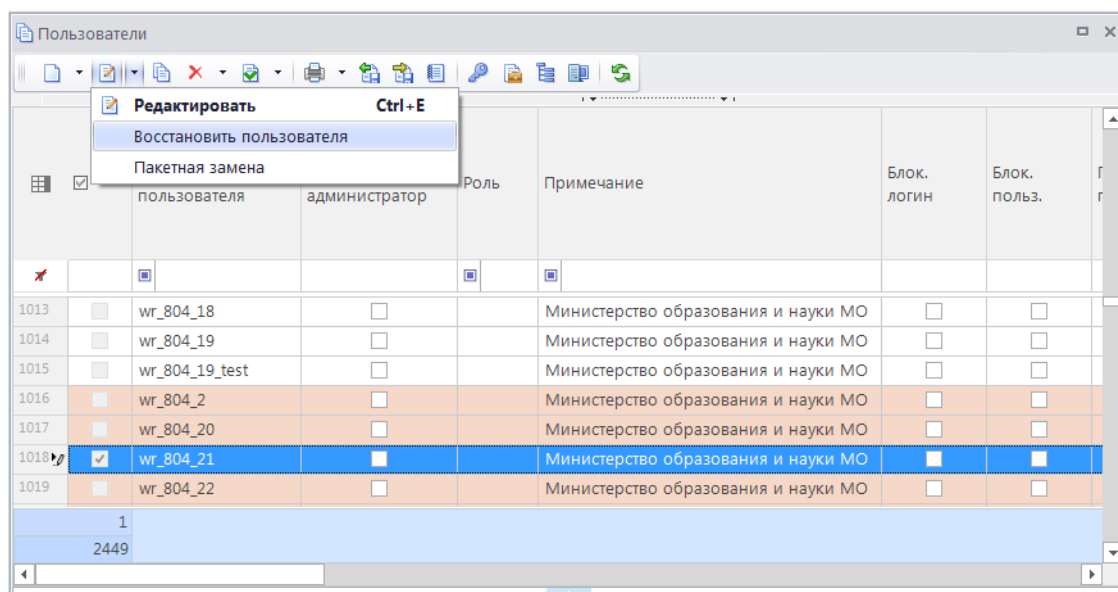 Пользователи
Редактировать Ctrl+E
Восстановить пользователя
Пакетная замена
пользователя администратор Роль Примечание Блок. логин Блок. польз.
1013 wr_804_18 Министерство образования и науки МО
1014 wr_804_19 Министерство образования и науки МО
1015 wr_804_19_test Министерство образования и науки МО
1016 wr_804_2 Министерство образования и науки МО
1017 wr_804_20 Министерство образования и науки МО
1018 wr_804_21 Министерство образования и науки МО
1019 wr_804_22 Министерство образования и науки МО
1
2449